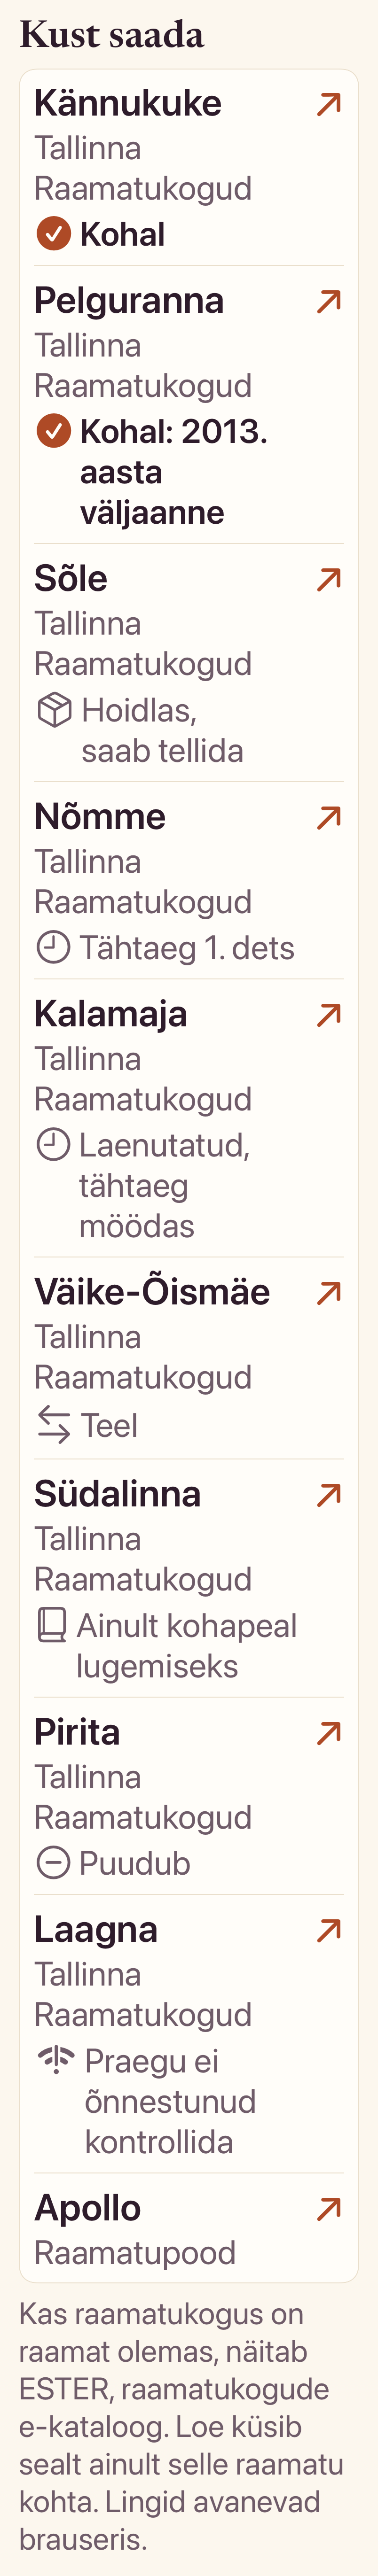 Kust saada
Kännukuke
Tallinna
Raamatukogud
Kohal
Pelguranna
Tallinna
Raamatukogud
Kohal: 2013.
aasta
väljaanne
Sõle
Tallinna
Raamatukogud
Hoidlas,
saab tellida
Nõmme
Tallinna
Raamatukogud
Tähtaeg 1. dets
Kalamaja
Tallinna
Raamatukogud
Laenutatud,
tähtaeg
möödas
Väike-Õismäe
Tallinna
Raamatukogud
Teel
Südalinna
Tallinna
Raamatukogud
Ainult kohapeal
lugemiseks
Pirita
Tallinna
Raamatukogud
Puudub
Laagna
Tallinna
Raamatukogud
Praegu ei
õnnestunud
kontrollida
Apollo
Raamatupood
Kas raamatukogus on
raamat olemas, näitab
ESTER, raamatukogude
e-kataloog. Loe küsib
sealt ainult selle raamatu
kohta. Lingid avanevad
brauseris.